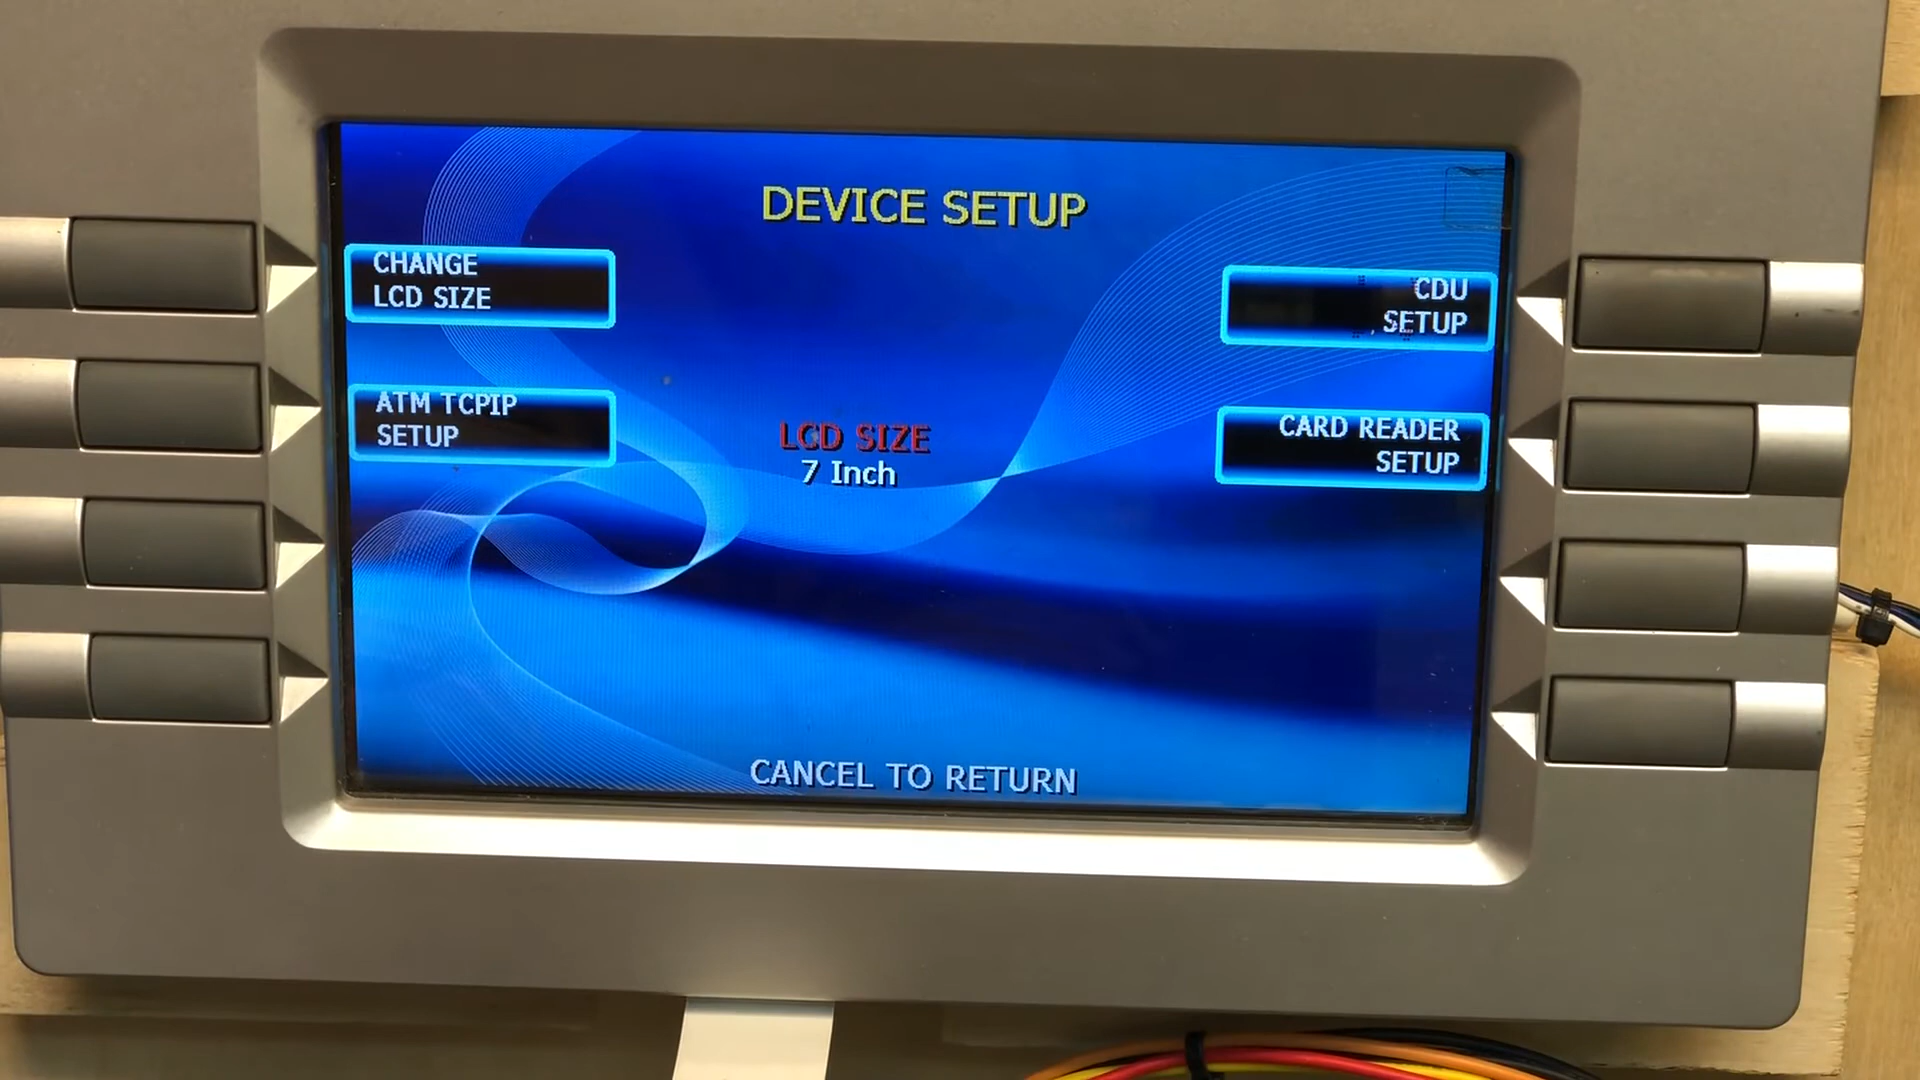 DEVICE SETUP
CHANGE
LCD SIZE
CDU
SETUP
ATM TCPIP
SETUP
CARD READER
SETUP
LCD SIZE
7 Inch
CANCEL TO RETURN